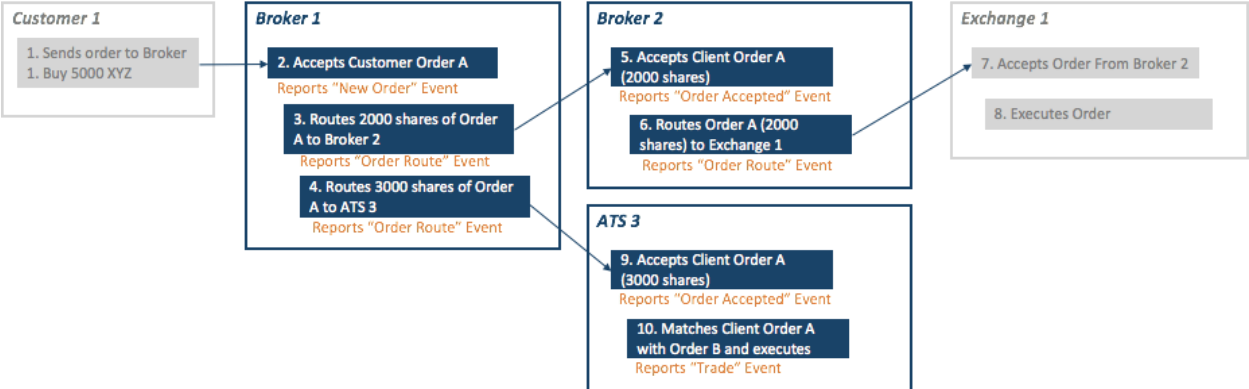 Customer 1
1. Sends order to Broker
1. Buy 5000 XYZ
Broker 1
2. Accepts Customer Order A
Reports "New Order" Event
3. Routes 2000 shares of Order
A to Broker 2
Reports "Order Route" Event
4. Routes 3000 shares of Order
A to ATS 3
Reports "Order Route" Event
Broker 2
5. Accepts Client Order A
(2000 shares)
Reports "Order Accepted" Event
6. Routes Order A (2000
shares) to Exchange 1
Reports "Order Route" Event
Exchange 1
7. Accepts Order From Broker 2
8. Executes Order
ATS 3
9. Accepts Client Order A
(3000 shares)
Reports "Order Accepted" Event
10. Matches Client Order A
with Order B and executes
Reports "Trade" Event